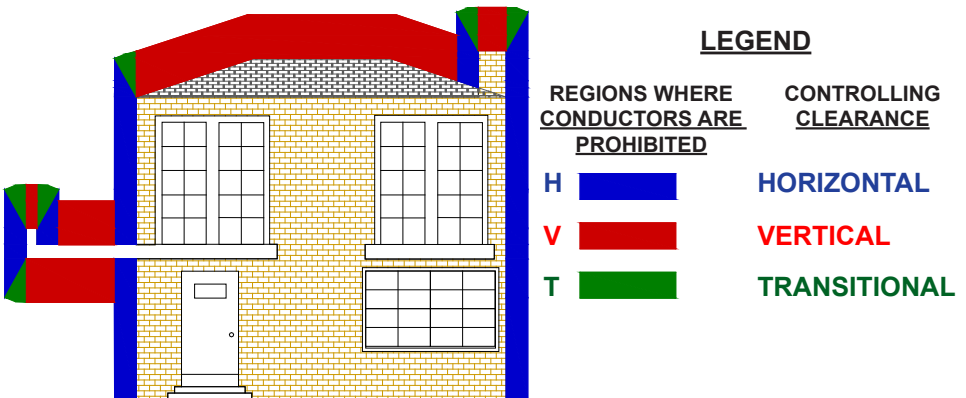 LEGEND
REGIONS WHERE
CONDUCTORS ARE
PROHIBITED
CONTROLLING
CLEARANCE
H HORIZONTAL
V VERTICAL
T TRANSITIONAL